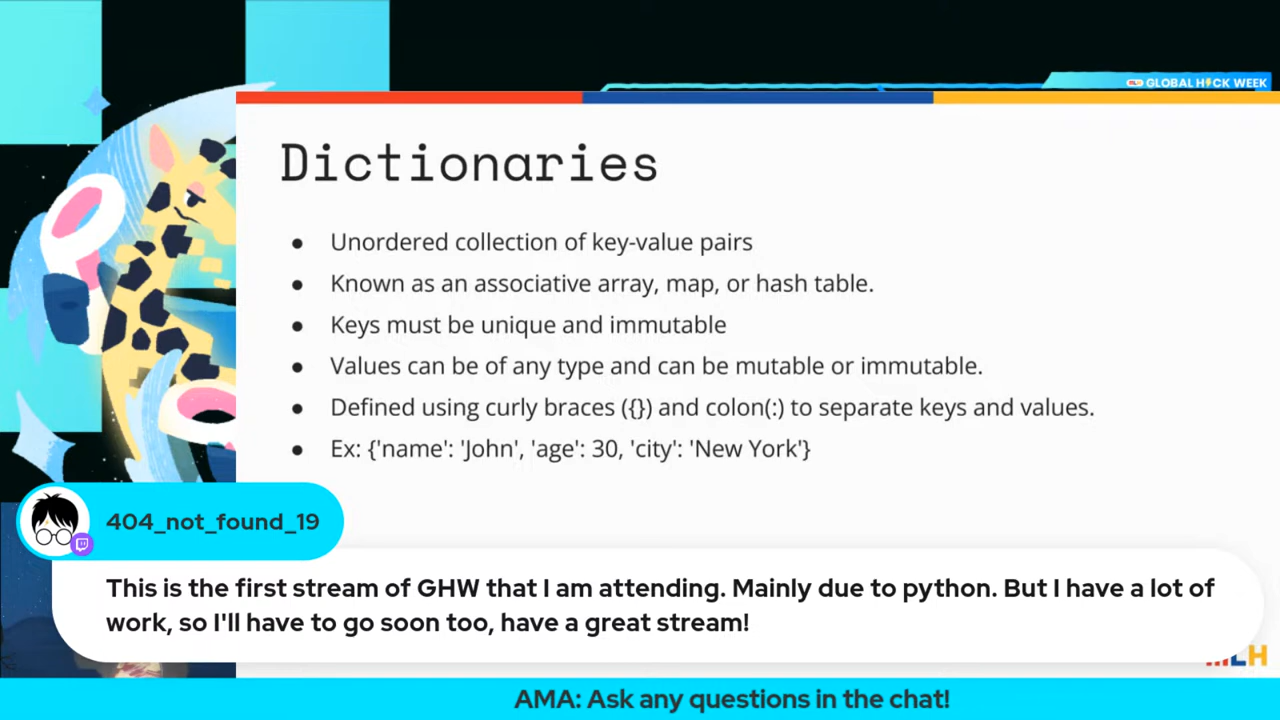 GLOBAL HACK WEEK
Dictionaries
● Unordered collection of key-value pairs
● Known as an associative array, map, or hash table.
● Keys must be unique and immutable
● Values can be of any type and can be mutable or immutable.
● Defined using curly braces ({}) and colon(:) to separate keys and values.
● Ex: {'name': 'John', 'age': 30, 'city': 'New York'}
404_not_found_19
This is the first stream of GHW that I am attending. Mainly due to python. But I have a lot of
work, so I'll have to go soon too, have a great stream!
AMA: Ask any questions in the chat!